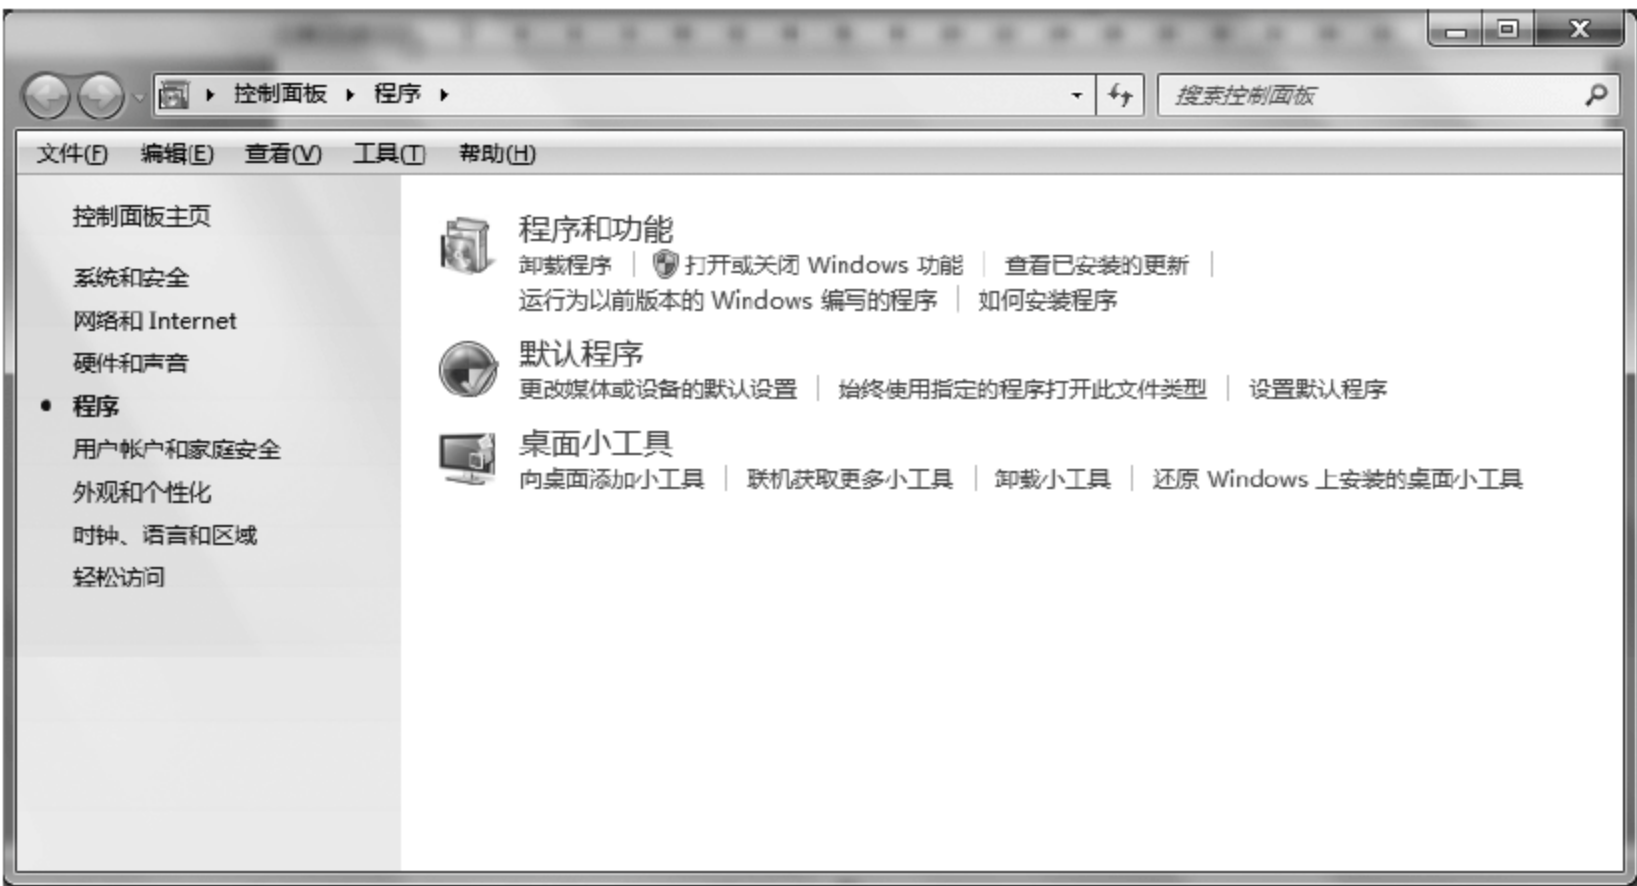 控制面板 程序
搜索控制面板
文件(F) 编辑(E) 查看(V) 工具(T) 帮助(H)
控制面板主页
系统和安全
网络和 Internet
硬件和声音
程序
用户帐户和家庭安全
外观和个性化
时钟、语言和区域
轻松访问
程序和功能
卸载程序 打开或关闭 Windows 功能 查看已安装的更新
运行为以前版本的 Windows 编写的程序 如何安装程序
默认程序
更改媒体或设备的默认设置 始终使用指定的程序打开此文件类型 设置默认程序
桌面小工具
向桌面添加小工具 联机获取更多小工具 卸载小工具 还原 Windows 上安装的桌面小工具